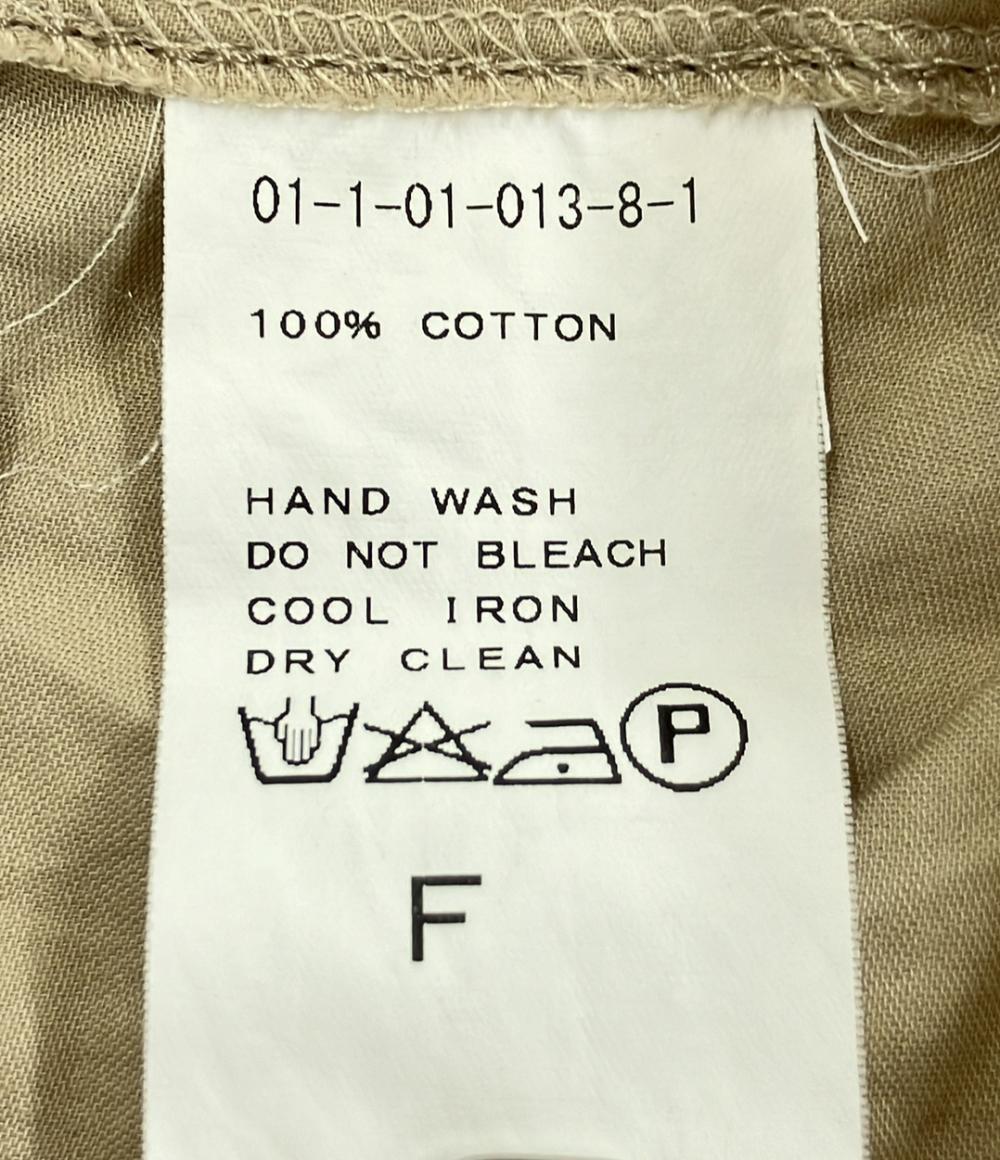 01-1-01-013-8-1
100% COTTON
HAND WASH
DO NOT BLEACH
COOL IRON
DRY CLEAN
P
F